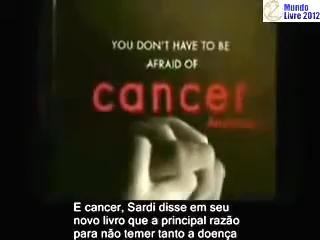 Mundo
Livre 2012
YOU DON'T HAVE TO BE
AFRAID OF
cancer
Anymore
E cancer, Sardi disse em seu
novo livro que a principal razão
para não temer tanto a doença